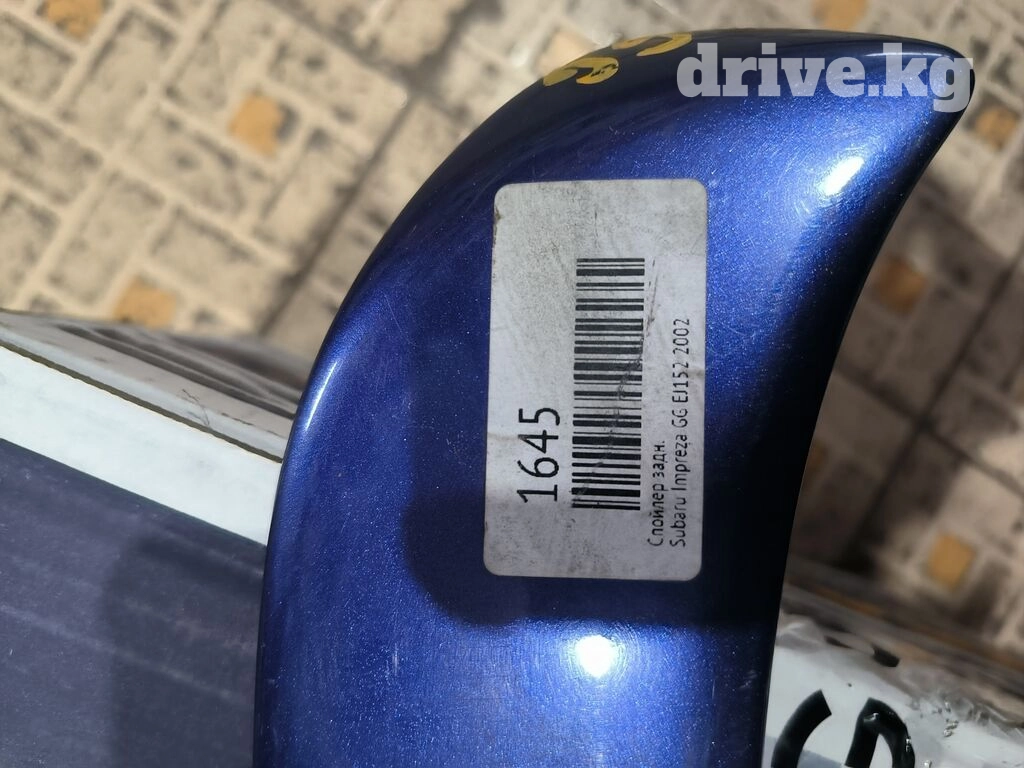 drive.kg
1645
Спойлер задн.
Subaru Impreza GG EJ152 2002